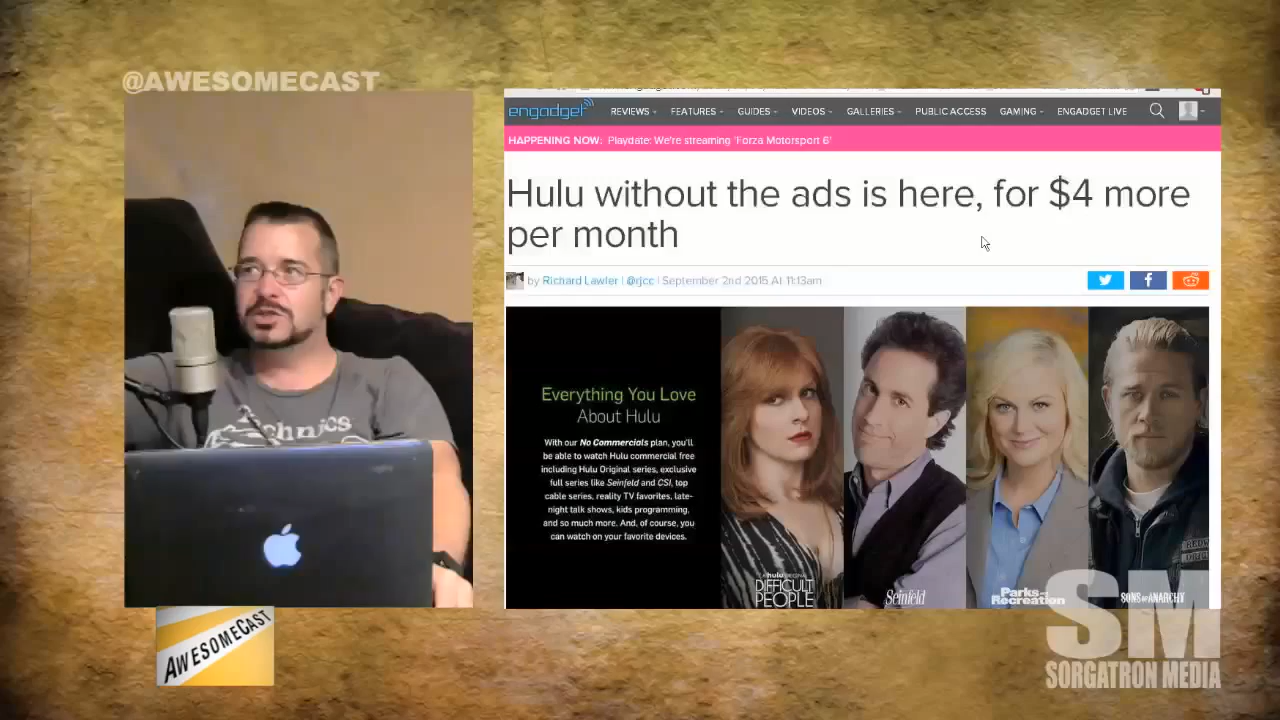 @AWESOMECAST
engadget REVIEWS FEATURES GUIDES VIDEOS GALLERIES PUBLIC ACCESS GAMING ENGADGET LIVE
HAPPENING NOW: Playdate: We're streaming 'Forza Motorsport 6'
Hulu without the ads is here, for $4 more
per month
by Richard Lawler | @rjcc | September 2nd 2015 At 11:13am
Everything You Love
About Hulu
With our No Commercials plan, you'll
be able to watch Hulu commercial free
including Hulu Original series, exclusive
full series like Seinfeld and CSI, top
cable series, reality TV favorites, late-
night talk shows, kids programming,
and so much more. And, of course, you
can watch on your favorite devices.
A hulu ORIGINAL
DIFFICULT
PEOPLE
Seinfeld
Parks and
Recreation
SONS OF ANARCHY
Technics
AWESOMECAST
SM
SORGATRON MEDIA